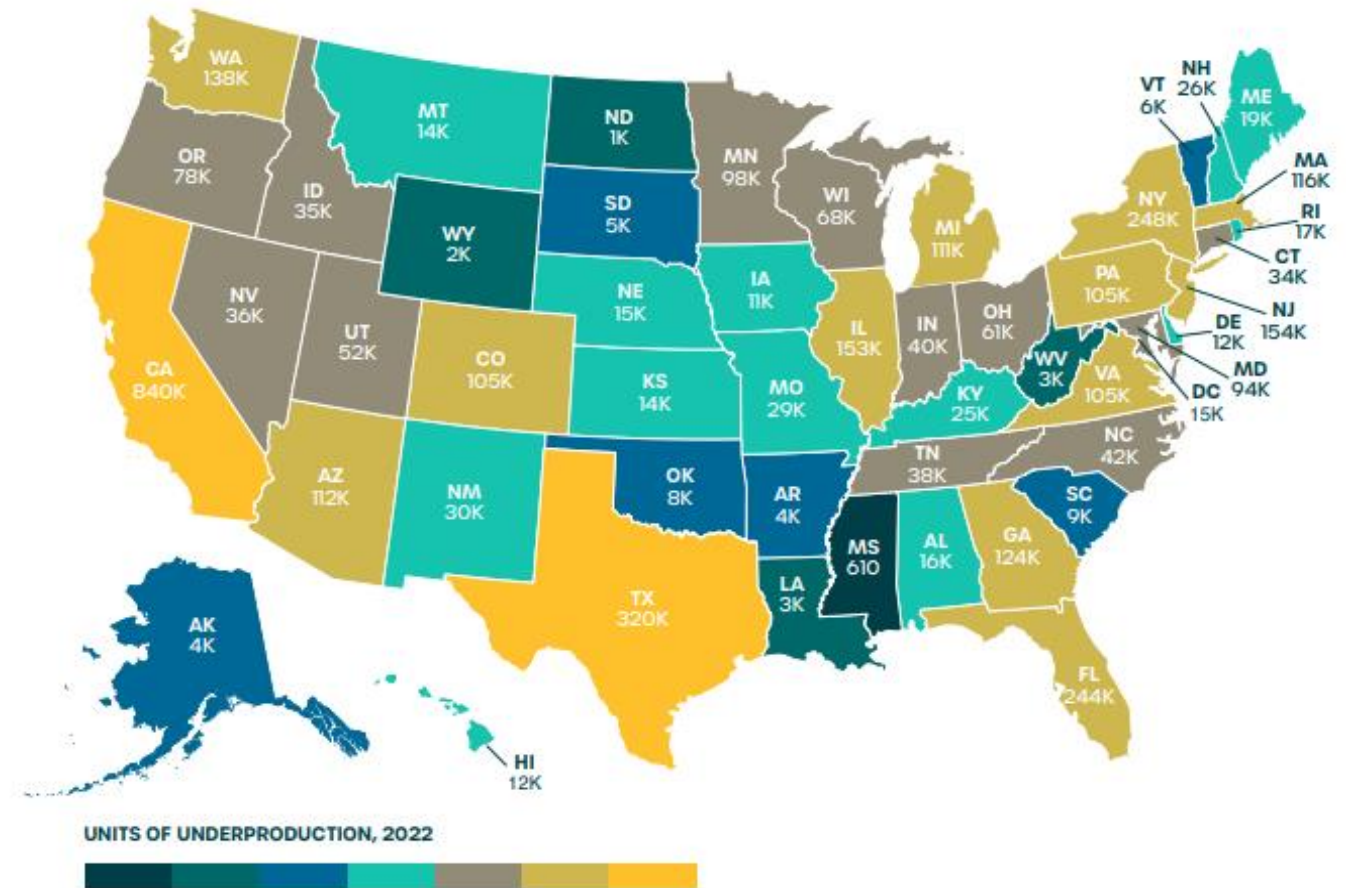 WA
138K
MT
14K
ND
1K
VT
6K
NH
26K
ME
19K
OR
78K
ID
35K
MN
98K
WI
68K
MA
116K
SD
5K
WY
2K
MI
111K
NY
248K
RI
17K
CT
34K
NV
36K
UT
52K
NE
15K
IA
11K
IL
153K
IN
40K
OH
61K
PA
105K
NJ
154K
DE
12K
MD
94K
DC
15K
CA
840K
CO
105K
KS
14K
MO
29K
WV
3K
VA
105K
KY
25K
NC
42K
TN
38K
AZ
112K
NM
30K
OK
8K
AR
4K
SC
9K
MS
610
AL
16K
GA
124K
LA
3K
TX
320K
FL
244K
AK
4K
HI
12K
UNITS OF UNDERPRODUCTION, 2022